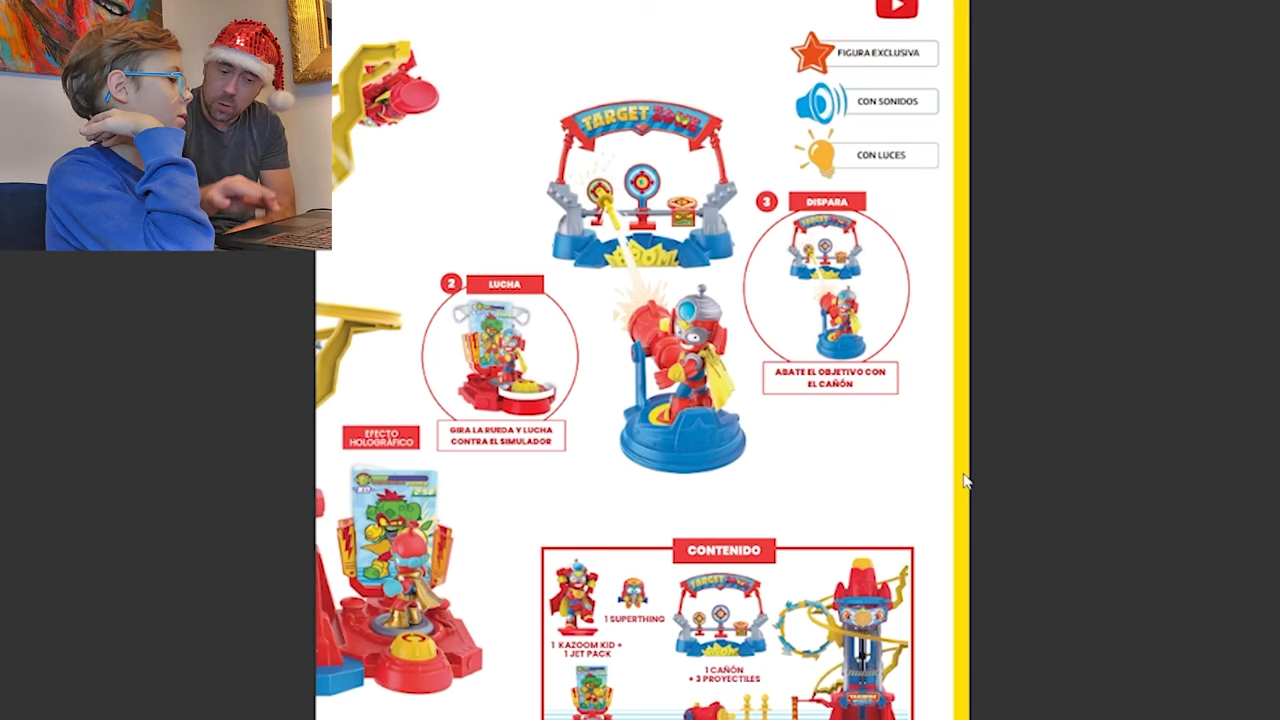 FIGURA EXCLUSIVA
CON SONIDOS
CON LUCES
TARGET ZONE
3 DISPARA
KABOOM!
2 LUCHA
ABATE EL OBJETIVO CON
EL CAÑÓN
GIRA LA RUEDA Y LUCHA
CONTRA EL SIMULADOR
EFECTO
HOLOGRÁFICO
CONTENIDO
1 SUPERTHING
1 KAZOOM KID +
1 JET PACK
1 CAÑÓN
+ 3 PROYECTILES